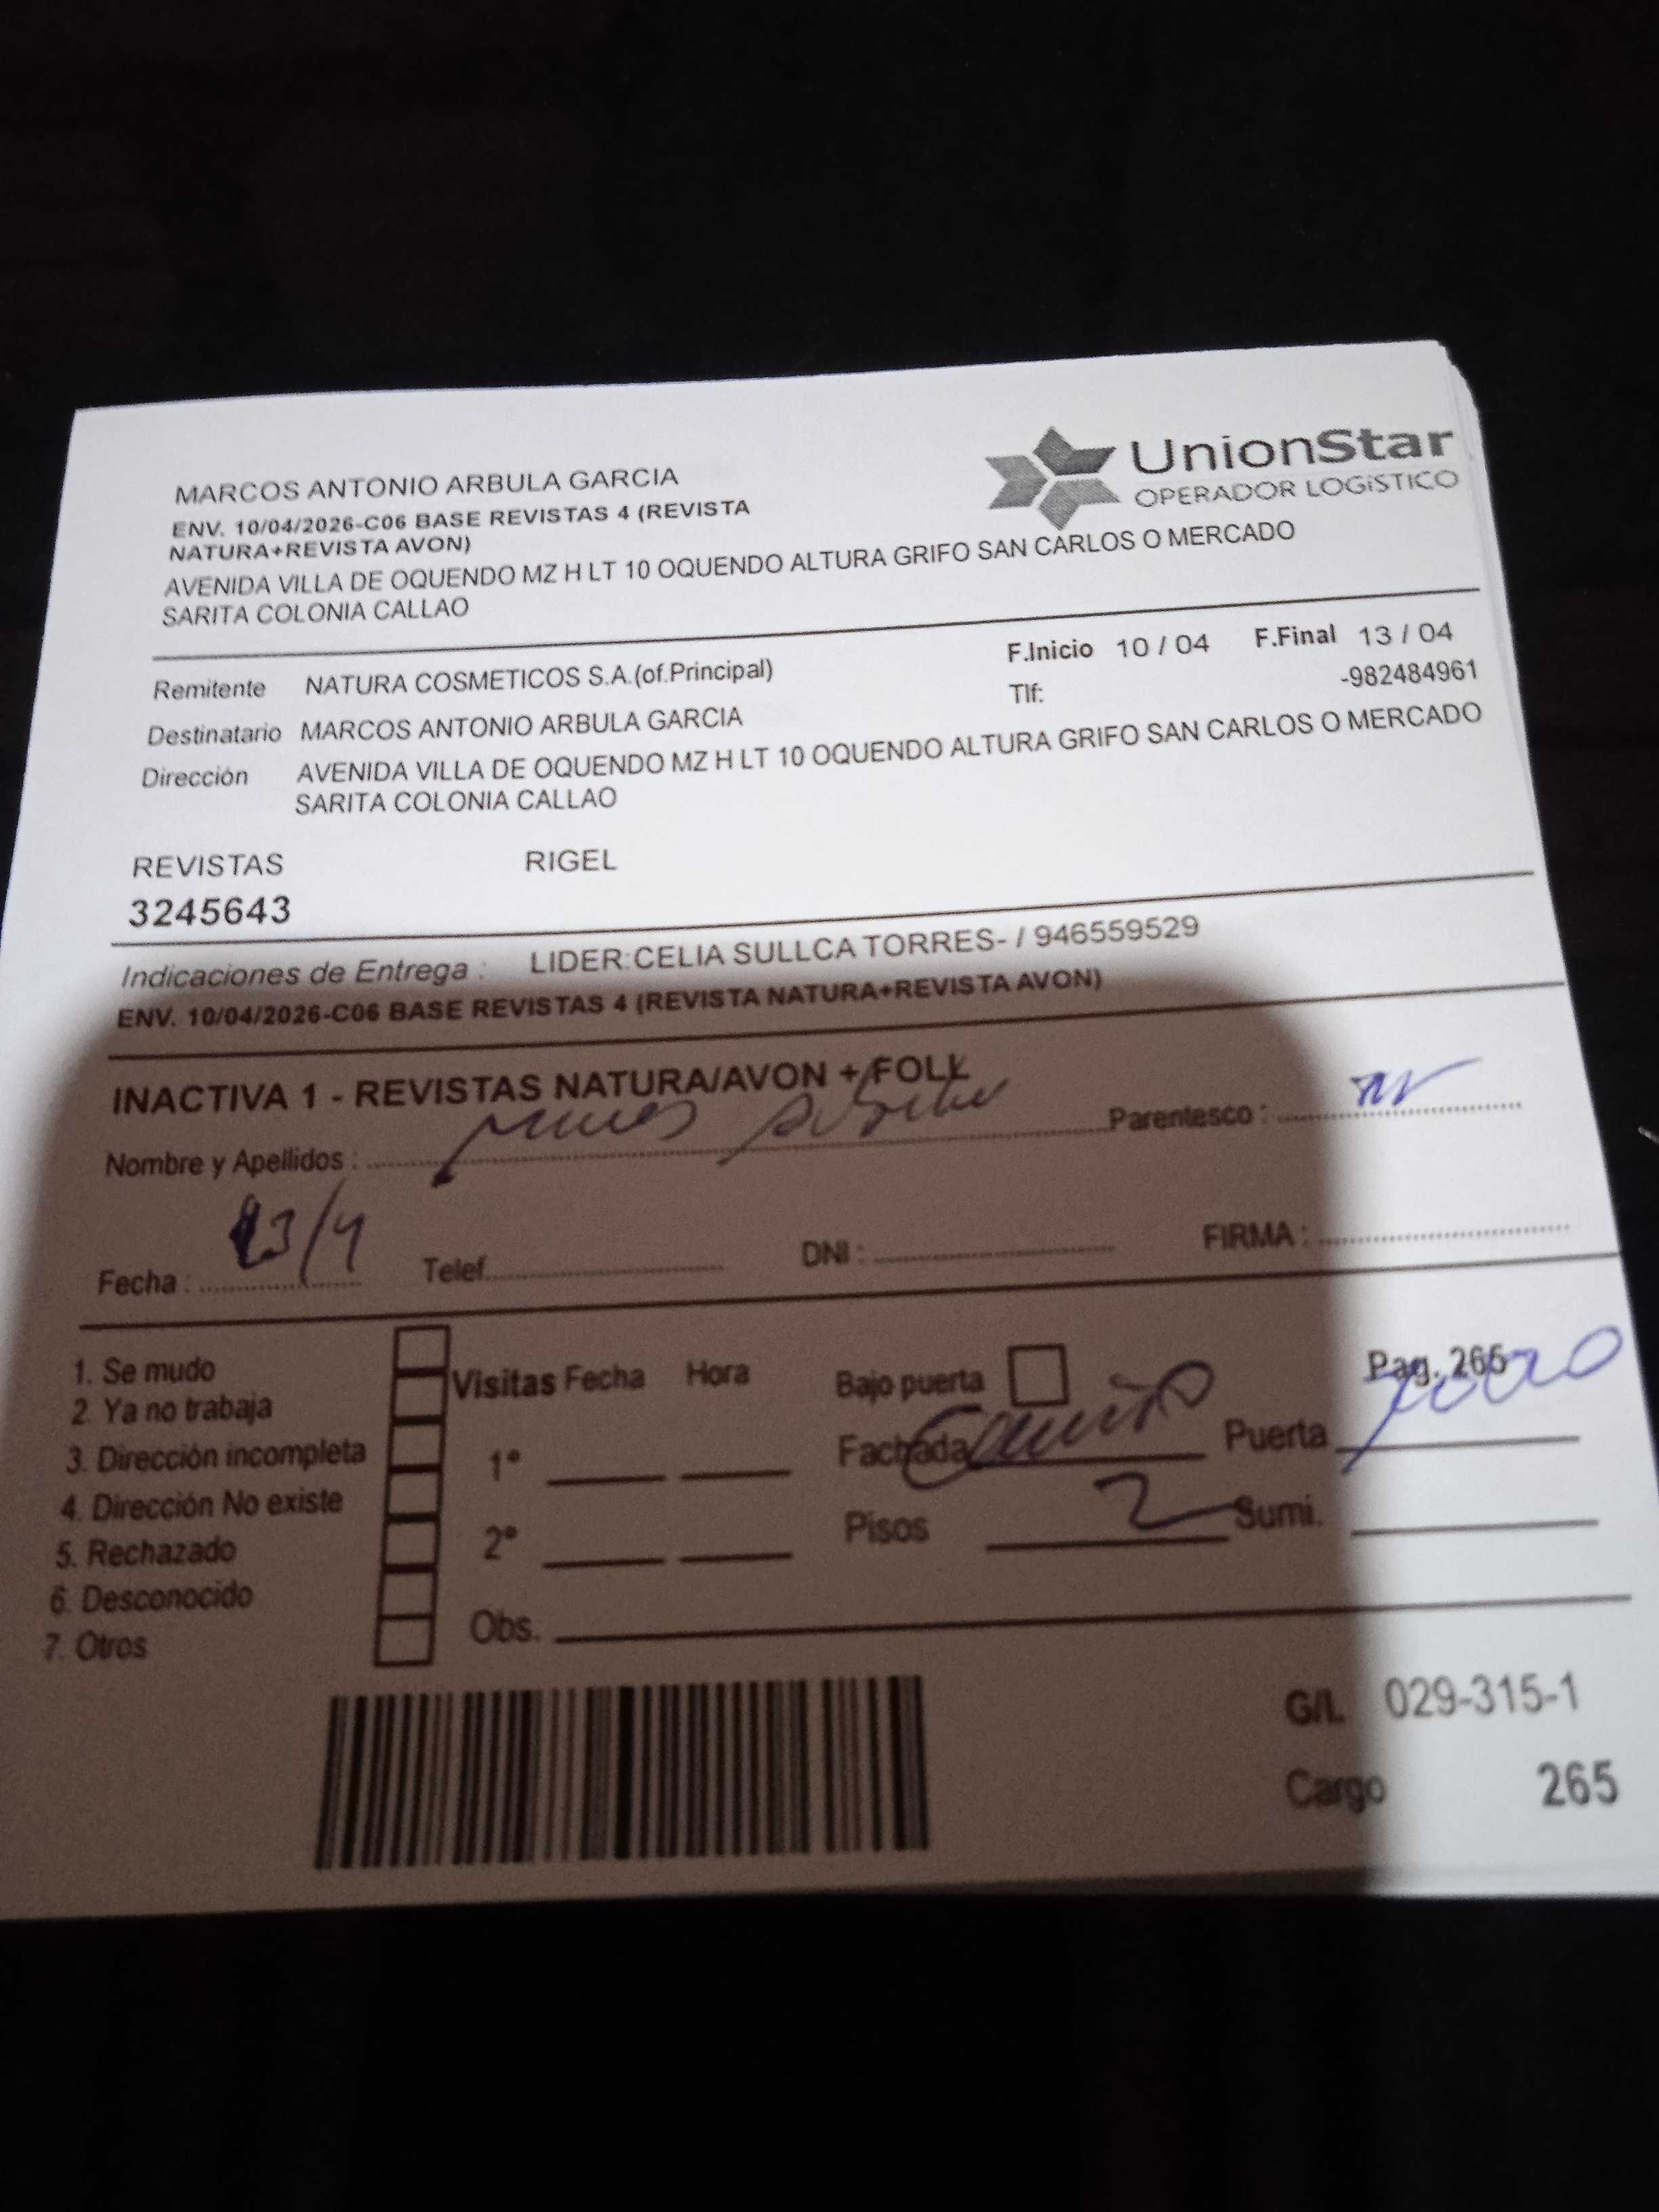 UnionStar
OPERADOR LOGíSTICO
MARCOS ANTONIO ARBULA GARCIA
ENV. 10/04/2026-C06 BASE REVISTAS 4 (REVISTA
NATURA+REVISTA AVON)
AVENIDA VILLA DE OQUENDO MZ H LT 10 OQUENDO ALTURA GRIFO SAN CARLOS O MERCADO
SARITA COLONIA CALLAO
Remitente NATURA COSMETICOS S.A.(of.Principal) F.Inicio 10 / 04 F.Final 13 / 04
Tlf: -982484961
Destinatario MARCOS ANTONIO ARBULA GARCIA
Dirección AVENIDA VILLA DE OQUENDO MZ H LT 10 OQUENDO ALTURA GRIFO SAN CARLOS O MERCADO
SARITA COLONIA CALLAO
REVISTAS RIGEL
3245643
Indicaciones de Entrega : LIDER:CELIA SULLCA TORRES- / 946559529
ENV. 10/04/2026-C06 BASE REVISTAS 4 (REVISTA NATURA+REVISTA AVON)
INACTIVA 1 - REVISTAS NATURA/AVON + FOLL
Nombre y Apellidos : Parentesco :
Fecha : 13/4 Telef. DNI : FIRMA :
1. Se mudo
2. Ya no trabaja
3. Dirección incompleta
4. Dirección No existe
5. Rechazado
6. Desconocido
7. Otros
Visitas Fecha Hora
1°
2°
Obs.
Bajo puerta Pag. 265
Fachada Puerta
Pisos 2 Sumi.
G/L 029-315-1
Cargo 265